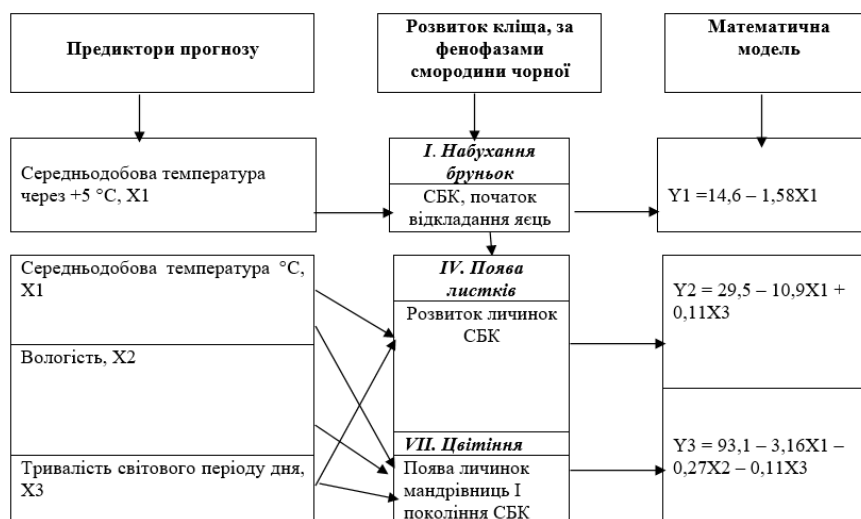 Предиктори прогнозу
Розвиток кліща, за
фенофазами
смородини чорної
Математична
модель
Середньодобова температура
через +5 °С, X1
I. Набухання
бруньок
СБК, початок
відкладання яєць
Y1 =14,6 – 1,58X1
Середньодобова температура °С,
X1
IV. Поява
листків
Розвиток личинок
СБК
Y2 = 29,5 – 10,9X1 +
0,11X3
Вологість, X2
Тривалість світового періоду дня,
X3
VII. Цвітіння
Поява личинок
мандрівниць І
покоління СБК
Y3 = 93,1 – 3,16X1 –
0,27X2 – 0,11X3